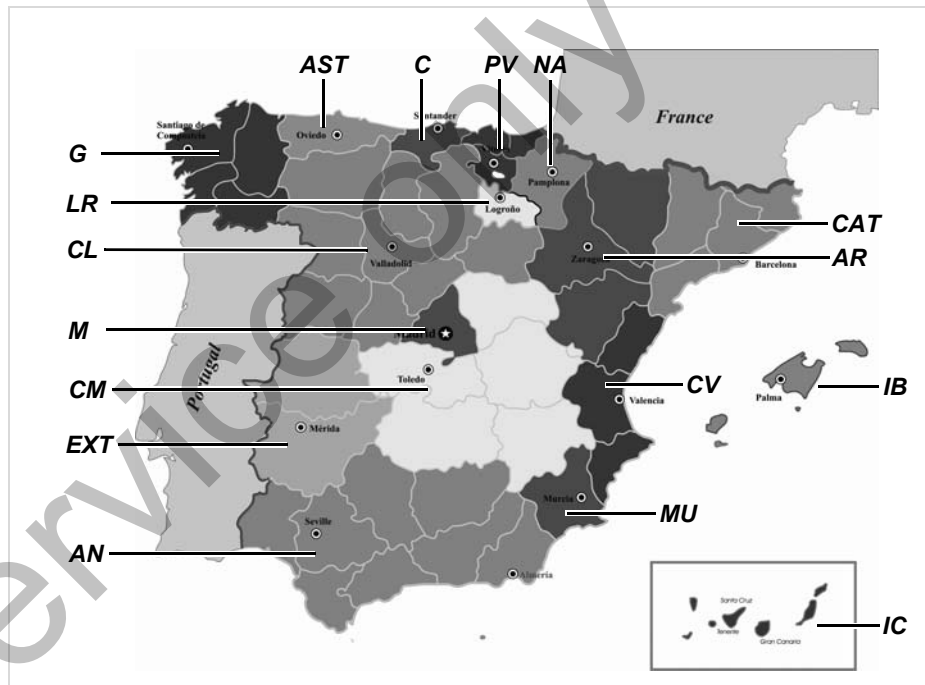 AST
C
PV
NA
Santander
France
Santiago de
Compostela
Oviedo
G
Pamplona
LR
Logroño
CAT
CL
Valladolid
Zaragoza
AR
Barcelona
M
Madrid
Toledo
CM
CV
Palma
IB
Portugal
Valencia
Mérida
EXT
Murcia
MU
Seville
AN
Almería
Santa Cruz
Tenerife
Gran Canaria
IC
service only